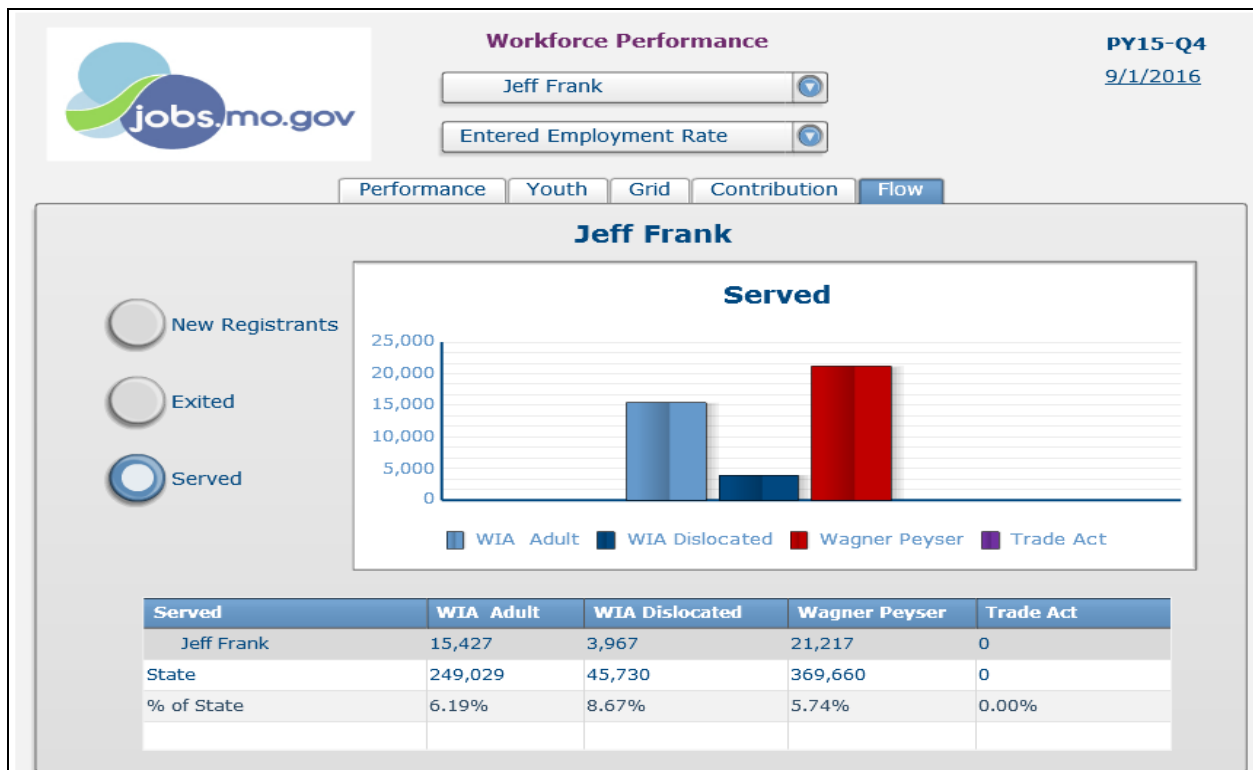 Workforce Performance
PY15-Q4
jobs.mo.gov
Jeff Frank
9/1/2016
Entered Employment Rate
Performance Youth Grid Contribution Flow
Jeff Frank
New Registrants
Exited
Served
Served
25,000
20,000
15,000
10,000
5,000
0
WIA Adult WIA Dislocated Wagner Peyser Trade Act
Served WIA Adult WIA Dislocated Wagner Peyser Trade Act
Jeff Frank 15,427 3,967 21,217 0
State 249,029 45,730 369,660 0
% of State 6.19% 8.67% 5.74% 0.00%